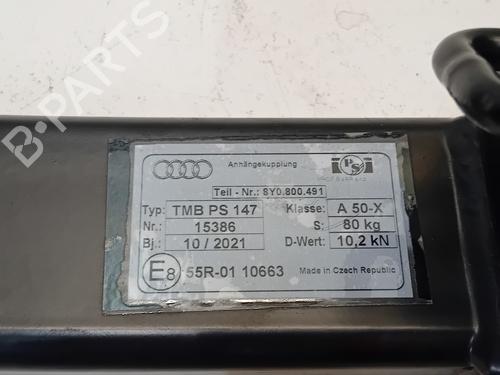 B-PARTS
Anhängekupplung
PS
Teil - Nr.: 8Y0.800.491
Typ: TMB PS 147 Klasse: A 50-X
Nr.: 15386 S: 80 kg
Bj.: 10 / 2021 D-Wert: 10,2 kN
E8 55R-01 10663 Made in Czech Republic